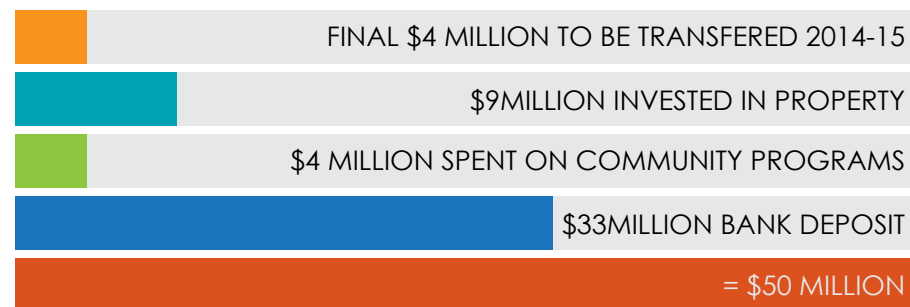 FINAL $4 MILLION TO BE TRANSFERED 2014-15
$9MILLION INVESTED IN PROPERTY
$4 MILLION SPENT ON COMMUNITY PROGRAMS
$33MILLION BANK DEPOSIT
= $50 MILLION